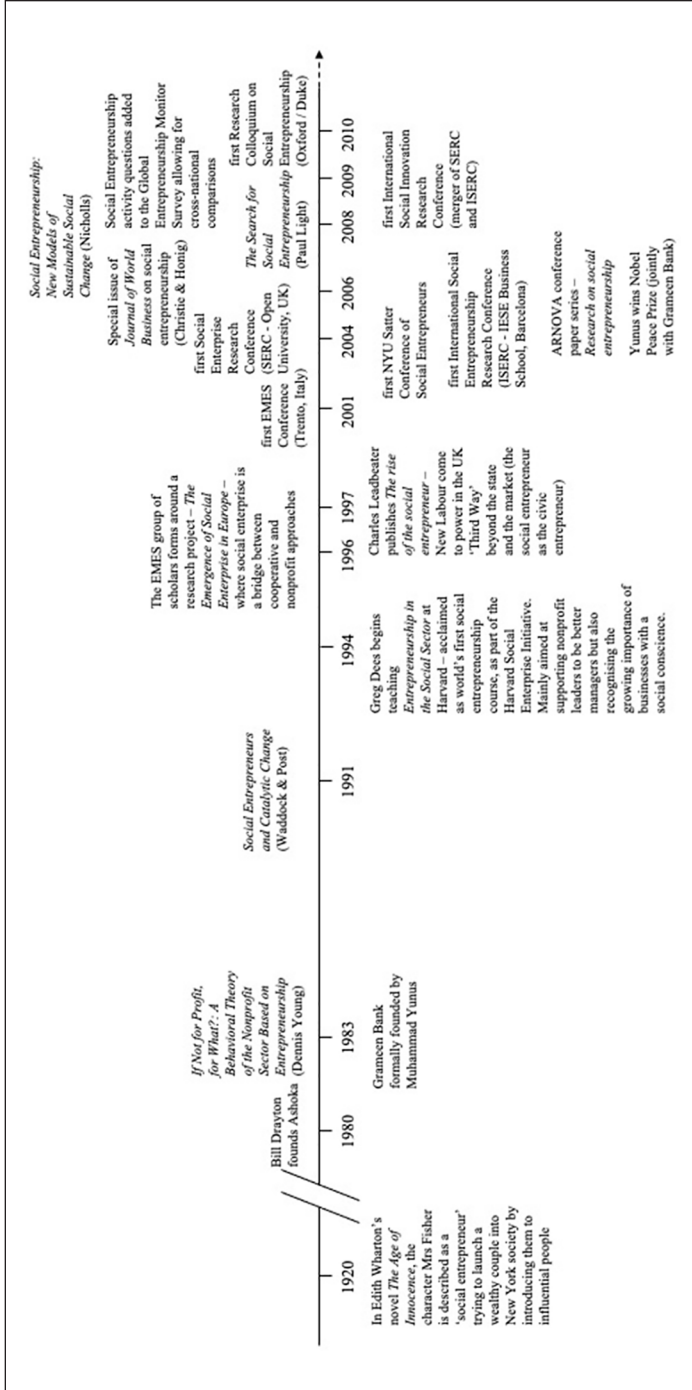 In Edith Wharton's
novel The Age of
Innocence, the
character Mrs Fisher
is described as a
'social entrepreneur'
trying to launch a
wealthy couple into
New York society by
introducing them to
influential people
1920
Bill Drayton
founds Ashoka
1980
If Not for Profit,
for What?: A
Behavioral Theory
of the Nonprofit
Sector Based on
Entrepreneurship
(Dennis Young)
1983
Grameen Bank
formally founded by
Muhammad Yunus
Social Entrepreneurs
and Catalytic Change
(Waddock & Post)
1991
1994
Greg Dees begins
teaching
Entrepreneurship in
the Social Sector at
Harvard – acclaimed
as world's first social
entrepreneurship
course, as part of the
Harvard Social
Enterprise Initiative.
Mainly aimed at
supporting nonprofit
leaders to be better
managers but also
recognising the
growing importance of
businesses with a
social conscience.
The EMES group of
scholars forms around a
research project – The
Emergence of Social
Enterprise in Europe –
where social enterprise is
a bridge between
cooperative and
nonprofit approaches
1996
1997
Charles Leadbeater
publishes The rise
of the social
entrepreneur –
New Labour come
to power in the UK
'Third Way'
beyond the state
and the market (the
social entrepreneur
as the civic
entrepreneur)
first EMES
Conference
(Trento, Italy)
2001
first Social
Enterprise
Research
Conference
(SERC - Open
University, UK)
2004
first NYU Satter
Conference of
Social Entrepreneurs
first International Social
Entrepreneurship
Research Conference
(ISERC - IESE Business
School, Barcelona)
ARNOVA conference
paper series –
Research on social
entrepreneurship
Yunus wins Nobel
Peace Prize (jointly
with Grameen Bank)
Special issue of
Journal of World
Business on social
entrepreneurship
(Christie & Honig)
Social Entrepreneurship:
New Models of
Sustainable Social
Change (Nicholls)
2006
The Search for
Social
Entrepreneurship
(Paul Light)
2008
Social Entrepreneurship
activity questions added
to the Global
Entrepreneurship Monitor
Survey allowing for
cross-national
comparisons
2009
first International
Social Innovation
Research
Conference
(merger of SERC
and ISERC)
first Research
Colloquium on
Social
Entrepreneurship
(Oxford / Duke)
2010